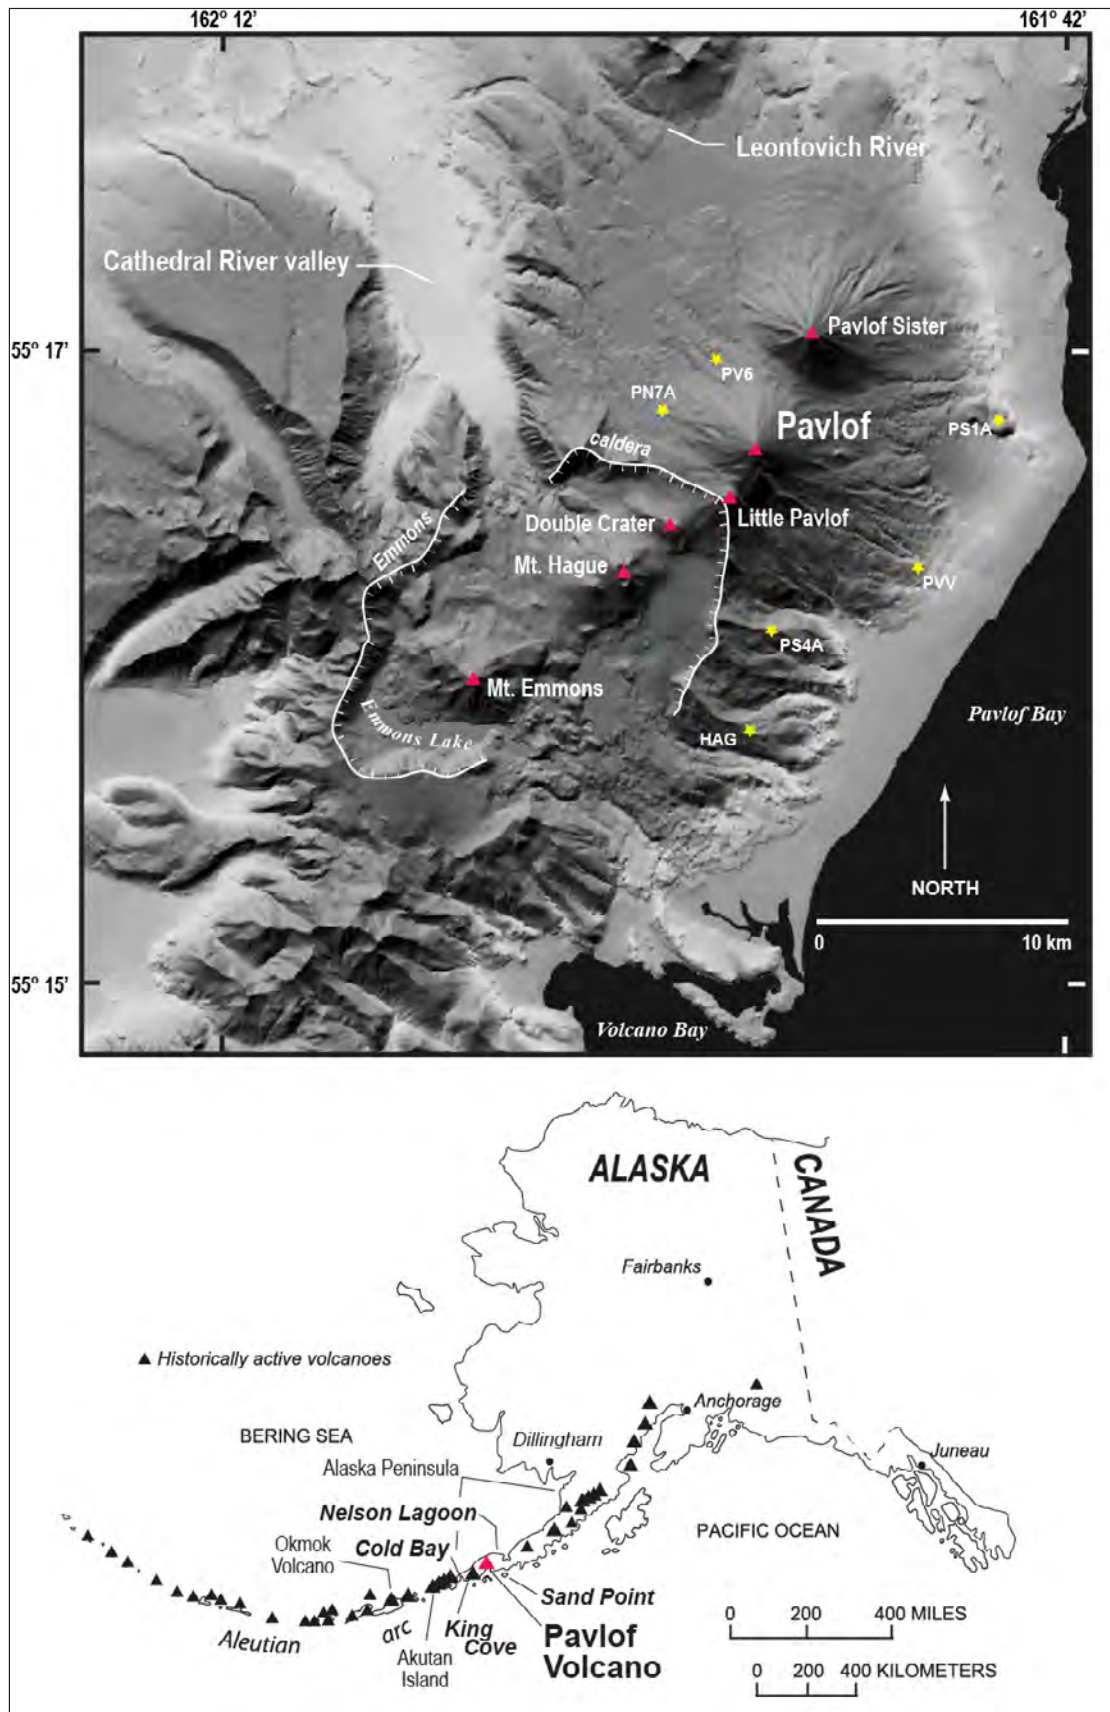 162° 12’
161° 42’
Leontovich River
Cathedral River valley
Pavlof Sister
55° 17’
PV6
PN7A
Pavlof
PS1A
caldera
Little Pavlof
Double Crater
Emmons
Mt. Hague
PVV
PS4A
Mt. Emmons
Emmons Lake
Pavlof Bay
HAG
NORTH
0 10 km
55° 15’
Volcano Bay
ALASKA
CANADA
Fairbanks
Historically active volcanoes
Anchorage
BERING SEA
Dillingham
Juneau
Alaska Peninsula
Nelson Lagoon
PACIFIC OCEAN
Okmok
Volcano
Cold Bay
Sand Point
Aleutian arc
King
Cove
Pavlof
Volcano
Akutan
Island
0 200 400 MILES
0 200 400 KILOMETERS